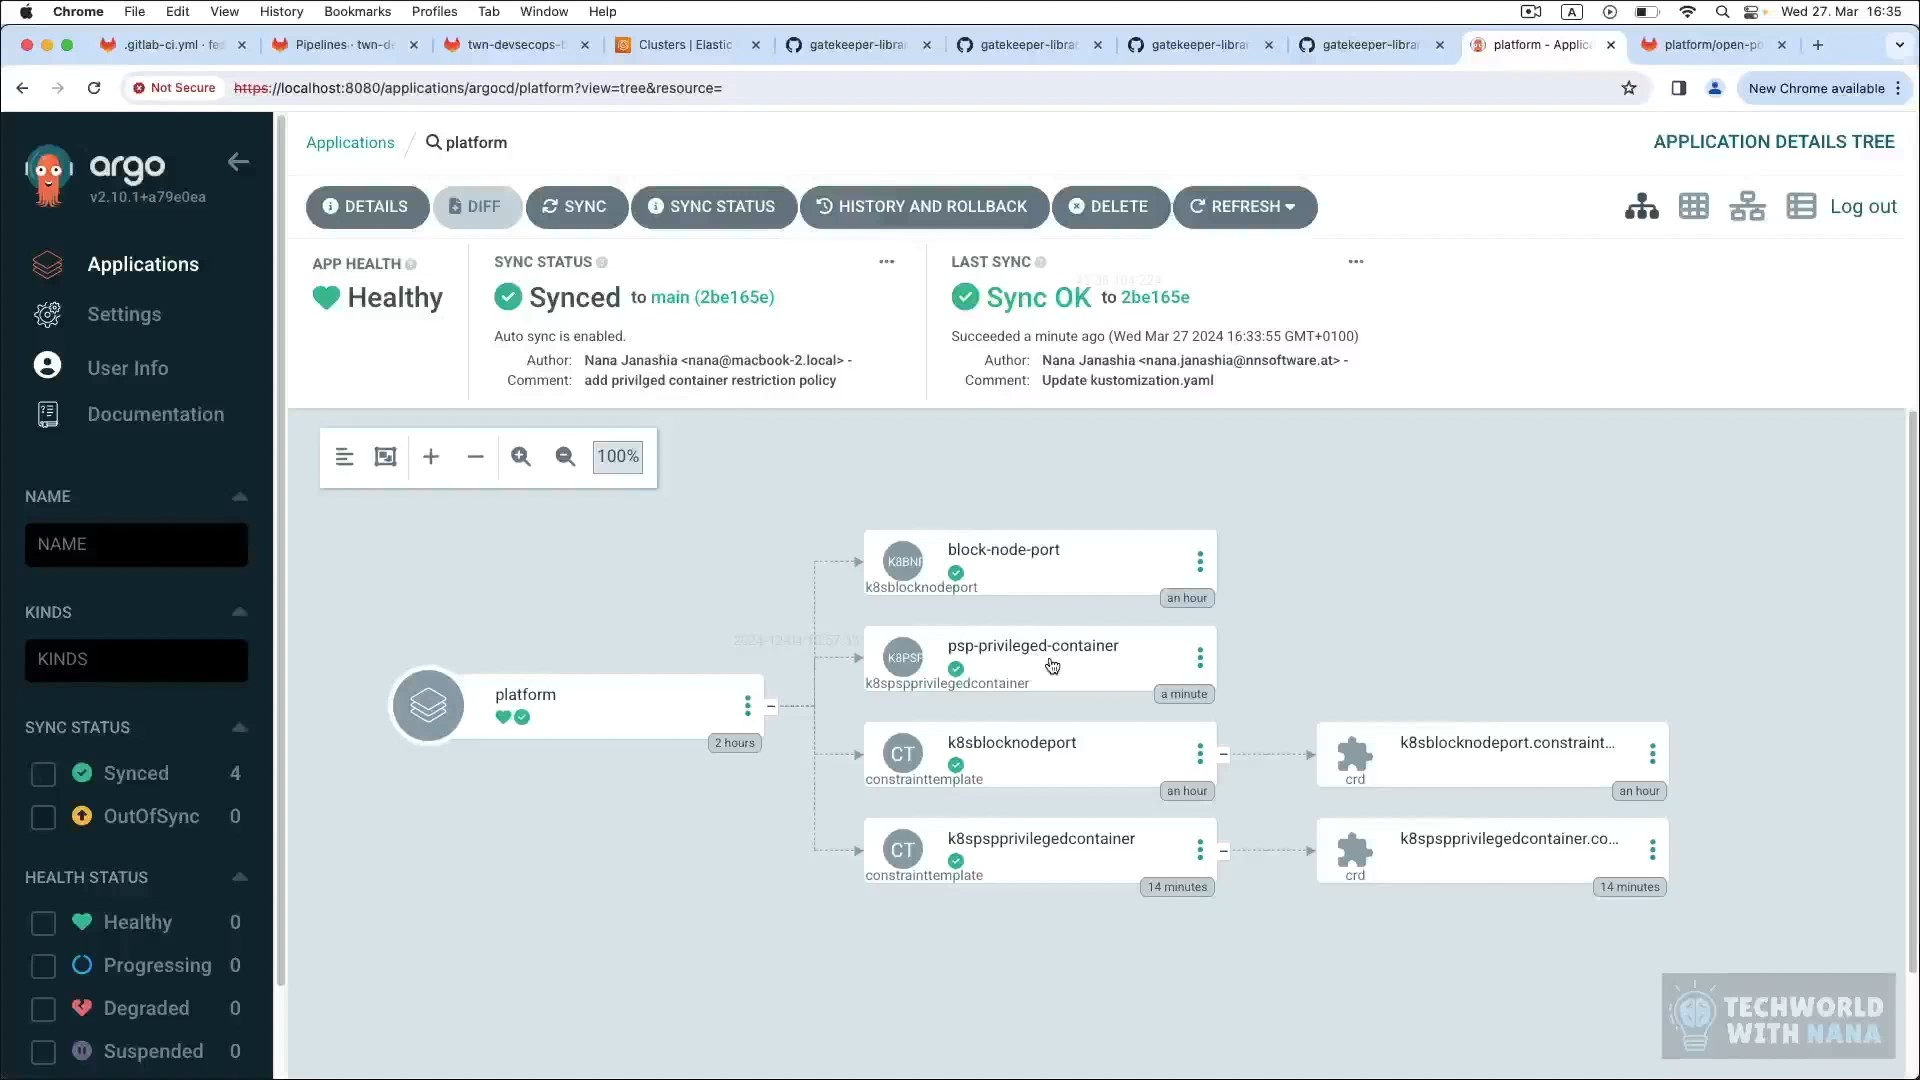 Chrome File Edit View History Bookmarks Profiles Tab Window Help
A
Wed 27. Mar 16:35
.gitlab-ci.yml · fe
Pipelines · twn-d
twn-devsecops-
Clusters | Elastic
gatekeeper-libra
gatekeeper-libra
gatekeeper-libra
gatekeeper-libra
platform - Applic
platform/open-po
Not Secure
https://localhost:8080/applications/argocd/platform?view=tree&resource=
New Chrome available
argo
v2.10.1+a79e0ea
Applications
Settings
User Info
Documentation
NAME
NAME
KINDS
KINDS
SYNC STATUS
Synced 4
OutOfSync 0
HEALTH STATUS
Healthy 0
Progressing 0
Degraded 0
Suspended 0
Applications / platform
APPLICATION DETAILS TREE
DETAILS
DIFF
SYNC
SYNC STATUS
HISTORY AND ROLLBACK
DELETE
REFRESH
Log out
APP HEALTH
Healthy
SYNC STATUS
Synced to main (2be165e)
Auto sync is enabled.
Author: Nana Janashia <nana@macbook-2.local> -
Comment: add privilged container restriction policy
LAST SYNC
Sync OK to 2be165e
Succeeded a minute ago (Wed Mar 27 2024 16:33:55 GMT+0100)
Author: Nana Janashia <nana.janashia@nnsoftware.at> -
Comment: Update kustomization.yaml
100%
platform
2 hours
K8BNF
block-node-port
k8sblocknodeport
an hour
K8PSF
psp-privileged-container
k8spspprivilegedcontainer
a minute
CT
k8sblocknodeport
constrainttemplate
an hour
k8sblocknodeport.constraint...
crd
an hour
CT
k8spspprivilegedcontainer
constrainttemplate
14 minutes
k8spspprivilegedcontainer.co...
crd
14 minutes
TECHWORLD
WITH NANA